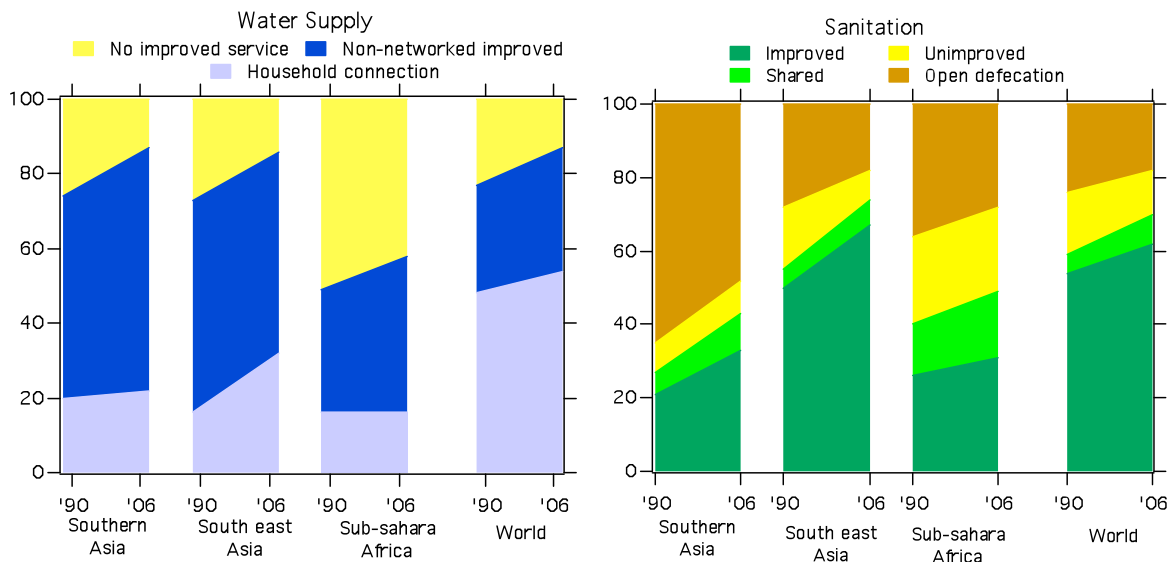 Water Supply
No improved service
Non-networked improved
Household connection
100
80
60
40
20
0
'90 '06 '90 '06 '90 '06 '90 '06
Southern
Asia
South east
Asia
Sub-sahara
Africa
World
Sanitation
Improved
Unimproved
Shared
Open defecation
100
80
60
40
20
0
'90 '06 '90 '06 '90 '06 '90 '06
Southern
Asia
South east
Asia
Sub-sahara
Africa
World